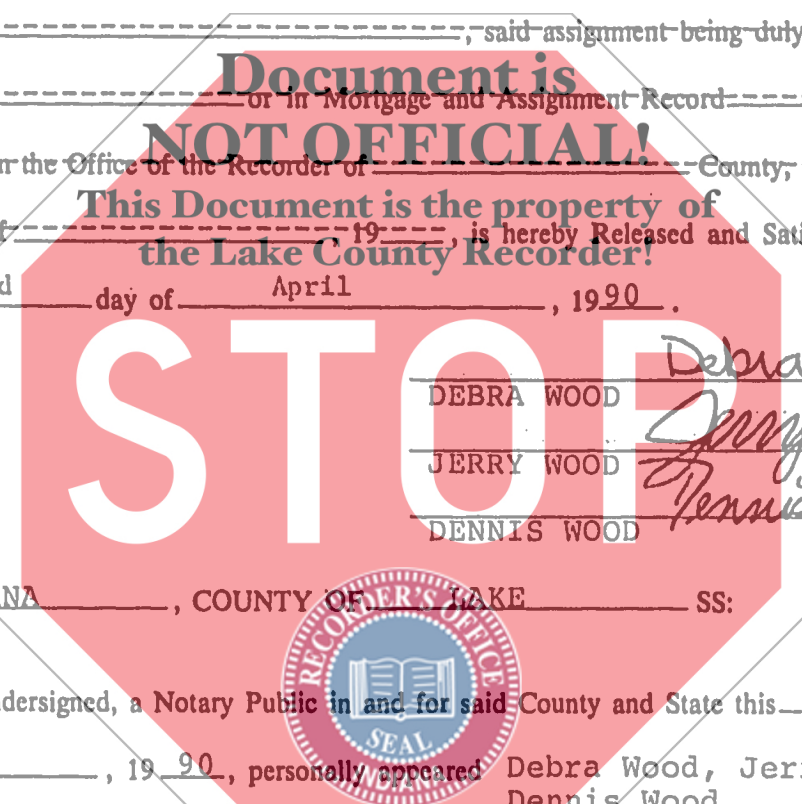 , said assignment being duly
Document is
or in Mortgage and Assignment Record
NOT OFFICIAL!
the Office of the Recorder of County,
This Document is the property of
, 19 , is hereby Released and
the Lake County Recorder!
day of April , 1990 .
STOP
Debra
DEBRA WOOD
Jerry
JERRY WOOD
Dennis
DENNIS WOOD
, COUNTY OF LAKE SS:
RECORDER'S OFFICE
a Notary Public in and for said County and State this
SEAL
, 19 90 , personally appeared Debra Wood,
Dennis Wood